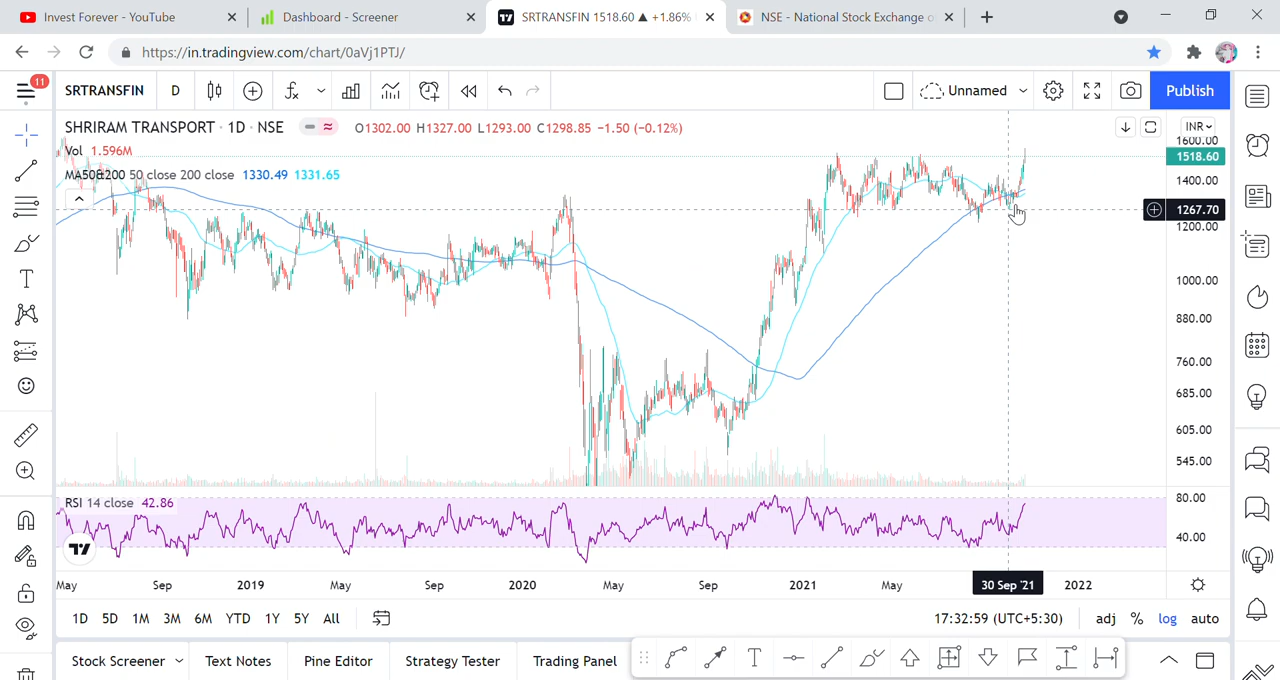 Invest Forever - YouTube
Dashboard - Screener
SRTRANSFIN 1518.60 ▲ +1.86%
NSE - National Stock Exchange o
https://in.tradingview.com/chart/0aVj1PTJ/
11
SRTRANSFIN
D
Unnamed
Publish
SHRIRAM TRANSPORT · 1D · NSE
O1302.00 H1327.00 L1293.00 C1298.85 −1.50 (−0.12%)
INR
Vol 1.596M
MA50&200 50 close 200 close 1330.49 1331.65
1600.00
1518.60
1400.00
1267.70
1200.00
1000.00
880.00
760.00
685.00
605.00
545.00
RSI 14 close 42.86
80.00
40.00
May
Sep
2019
May
Sep
2020
May
Sep
2021
May
30 Sep '21
2022
1D
5D
1M
3M
6M
YTD
1Y
5Y
All
17:32:59 (UTC+5:30)
adj
%
log
auto
Stock Screener
Text Notes
Pine Editor
Strategy Tester
Trading Panel